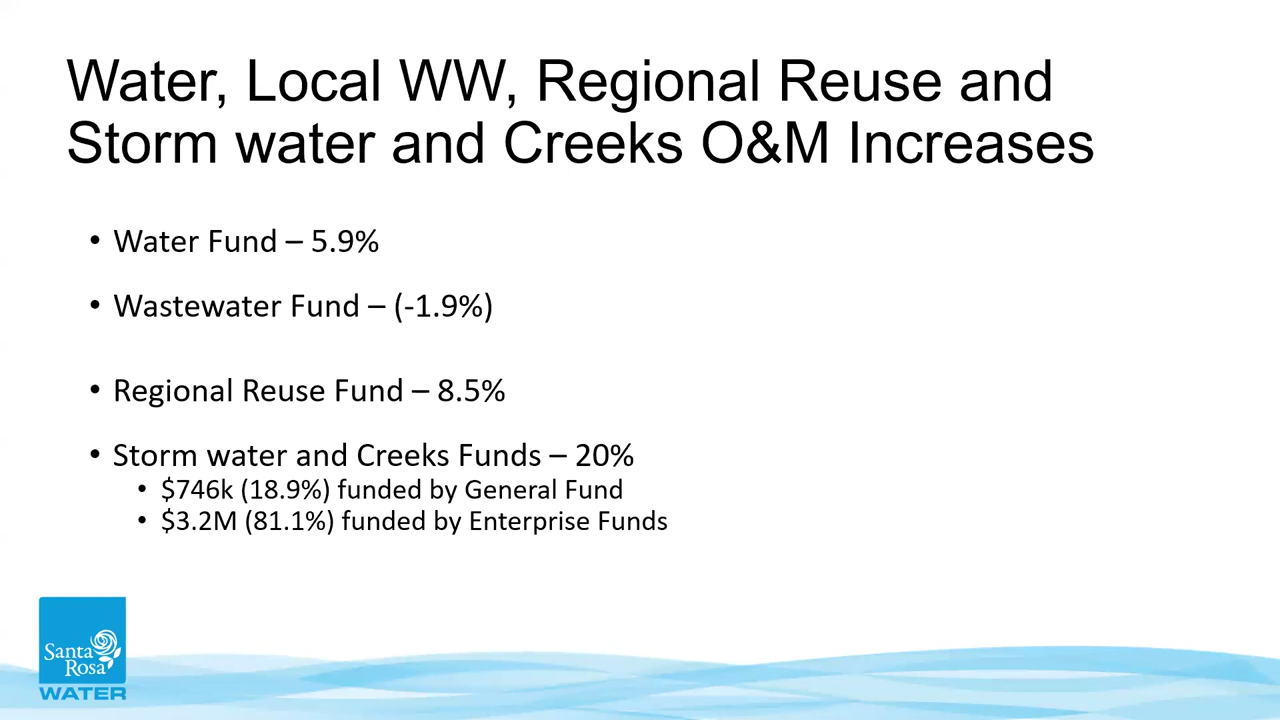 Water, Local WW, Regional Reuse and
Storm water and Creeks O&M Increases
• Water Fund – 5.9%
• Wastewater Fund – (-1.9%)
• Regional Reuse Fund – 8.5%
• Storm water and Creeks Funds – 20%
• $746k (18.9%) funded by General Fund
• $3.2M (81.1%) funded by Enterprise Funds
Santa
Rosa
WATER